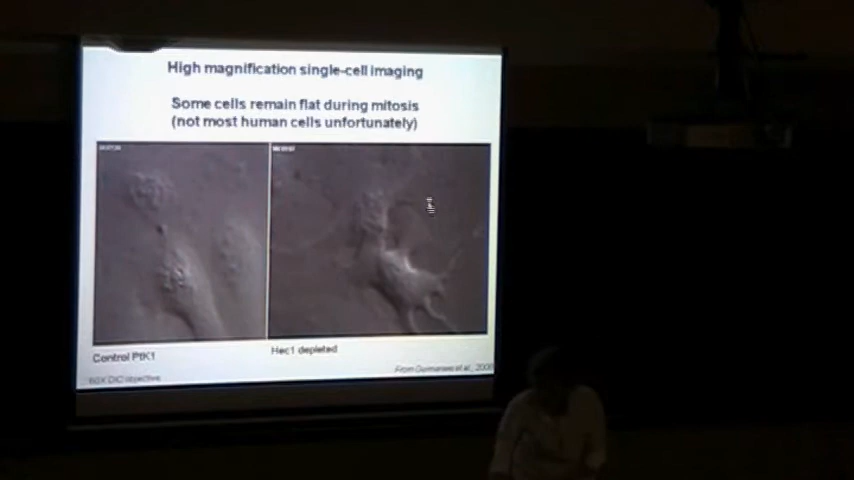 High magnification single-cell imaging
Some cells remain flat during mitosis
(not most human cells unfortunately)
Control PtK1
Hec1 depleted
DIC objective
From et al., 2008